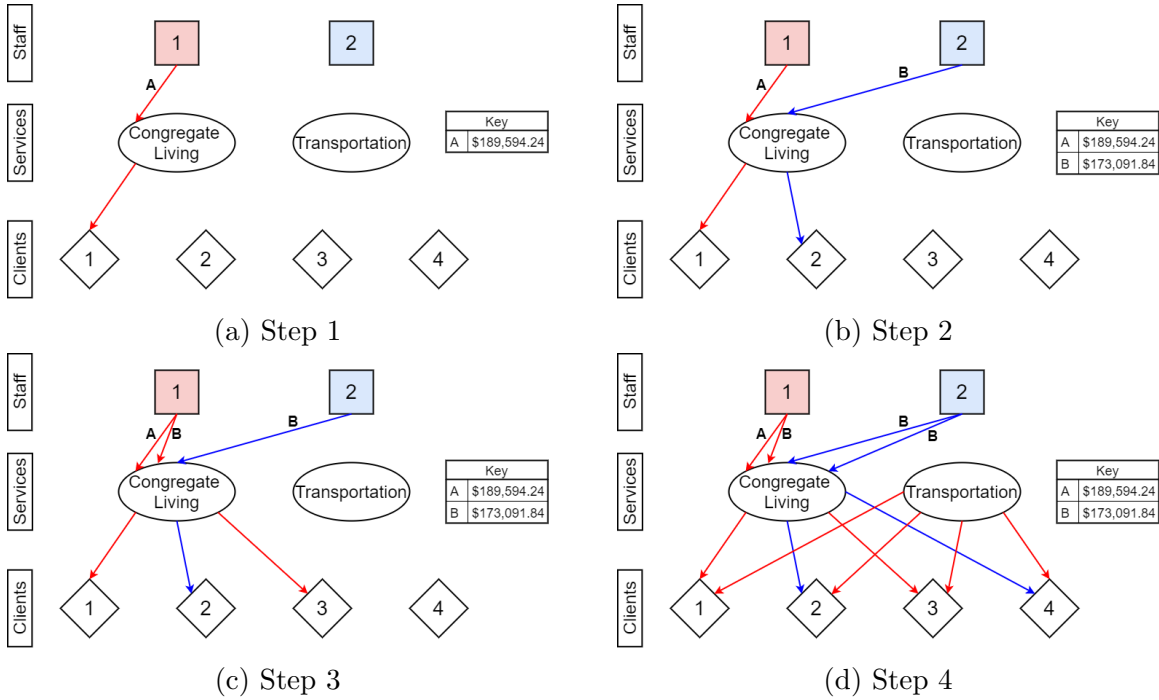 Staff
1
2
A
Services
Congregate
Living
Transportation
Key
A $189,594.24
Clients
1
2
3
4
(a) Step 1
Staff
1
2
A
B
Services
Congregate
Living
Transportation
Key
A $189,594.24
B $173,091.84
Clients
1
2
3
4
(b) Step 2
Staff
1
2
A
B
B
Services
Congregate
Living
Transportation
Key
A $189,594.24
B $173,091.84
Clients
1
2
3
4
(c) Step 3
Staff
1
2
A
B
B
B
Services
Congregate
Living
Transportation
Key
A $189,594.24
B $173,091.84
Clients
1
2
3
4
(d) Step 4